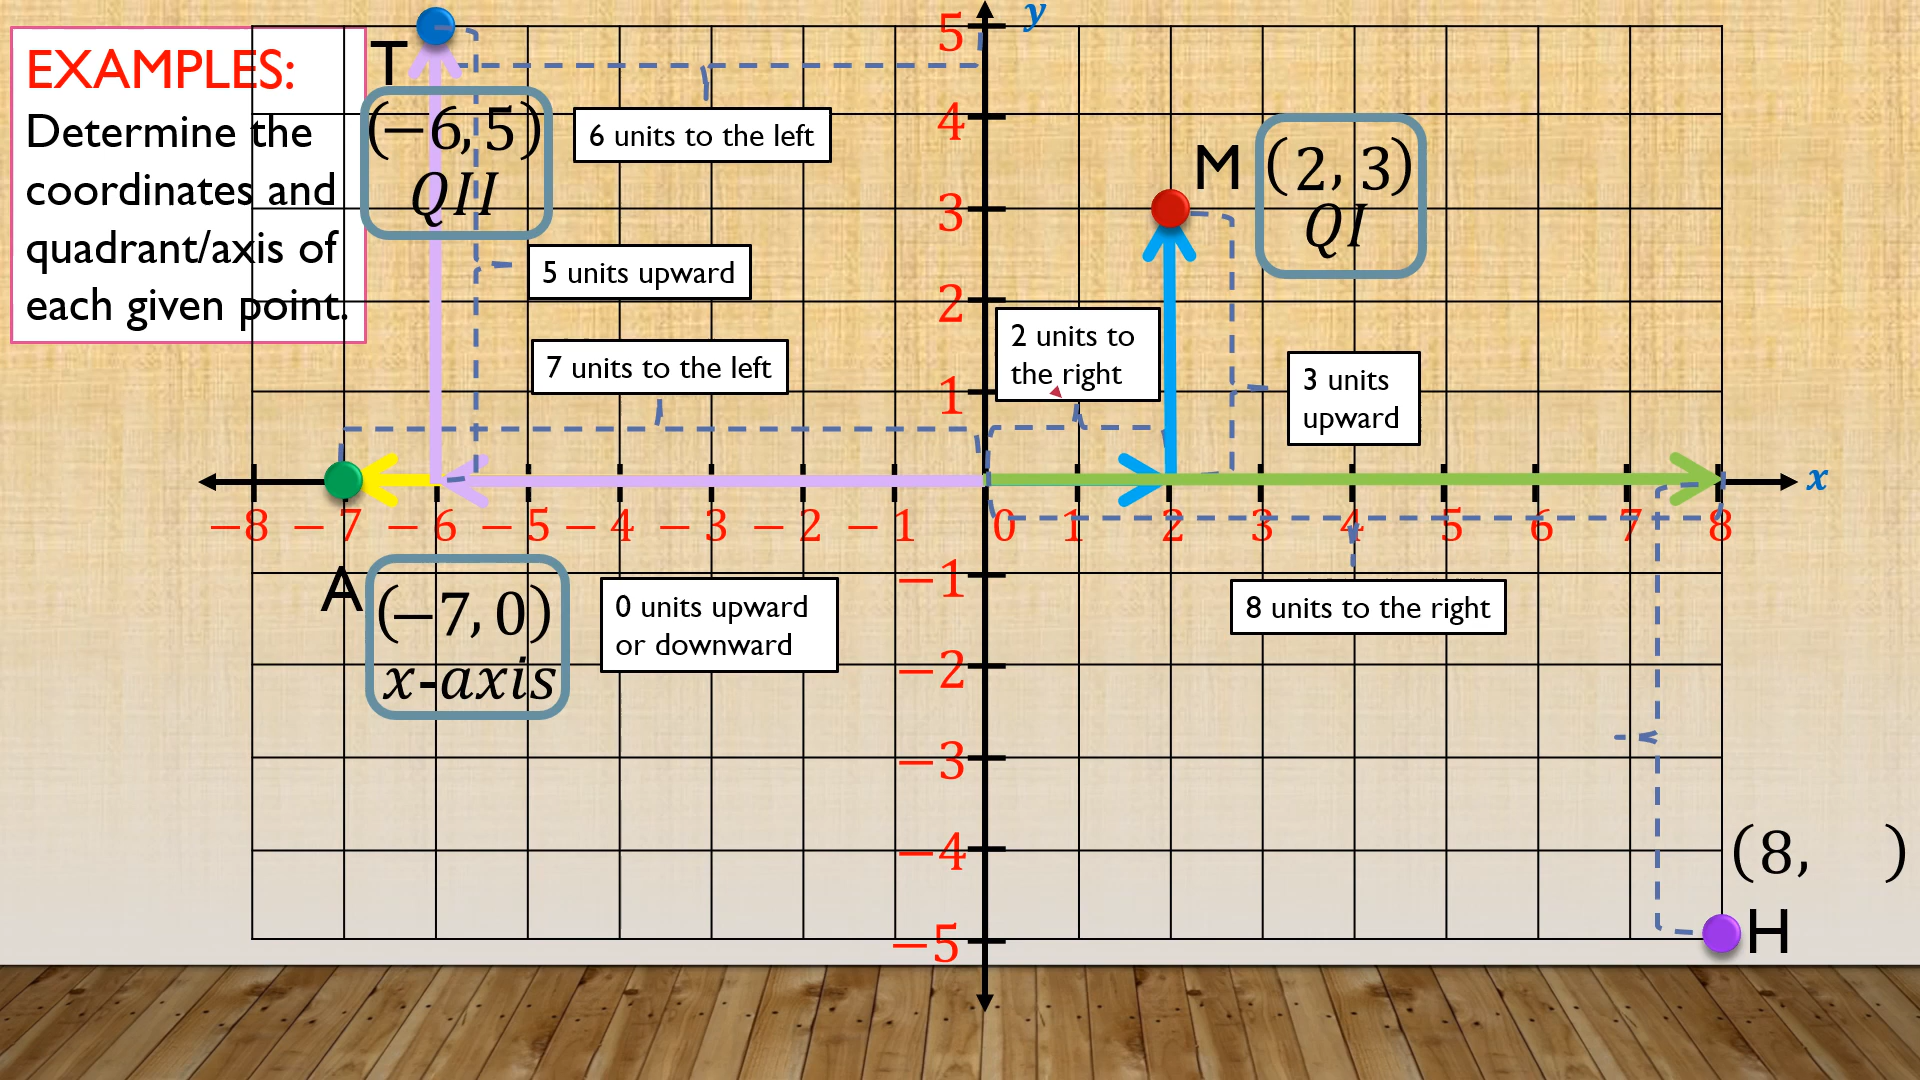 EXAMPLES:
Determine the
coordinates and
quadrant/axis of
each given point.
T
(−6, 5)
QII
6 units to the left
5 units upward
7 units to the left
y
5
4
3
2
1
M (2, 3)
QI
2 units to
the right
3 units
upward
x
−8 −7 −6 −5 −4 −3 −2 −1 0 1 2 3 4 5 6 7 8
A
(−7, 0)
x-axis
0 units upward
or downward
8 units to the right
−1
−2
−3
−4
−5
(8, )
H